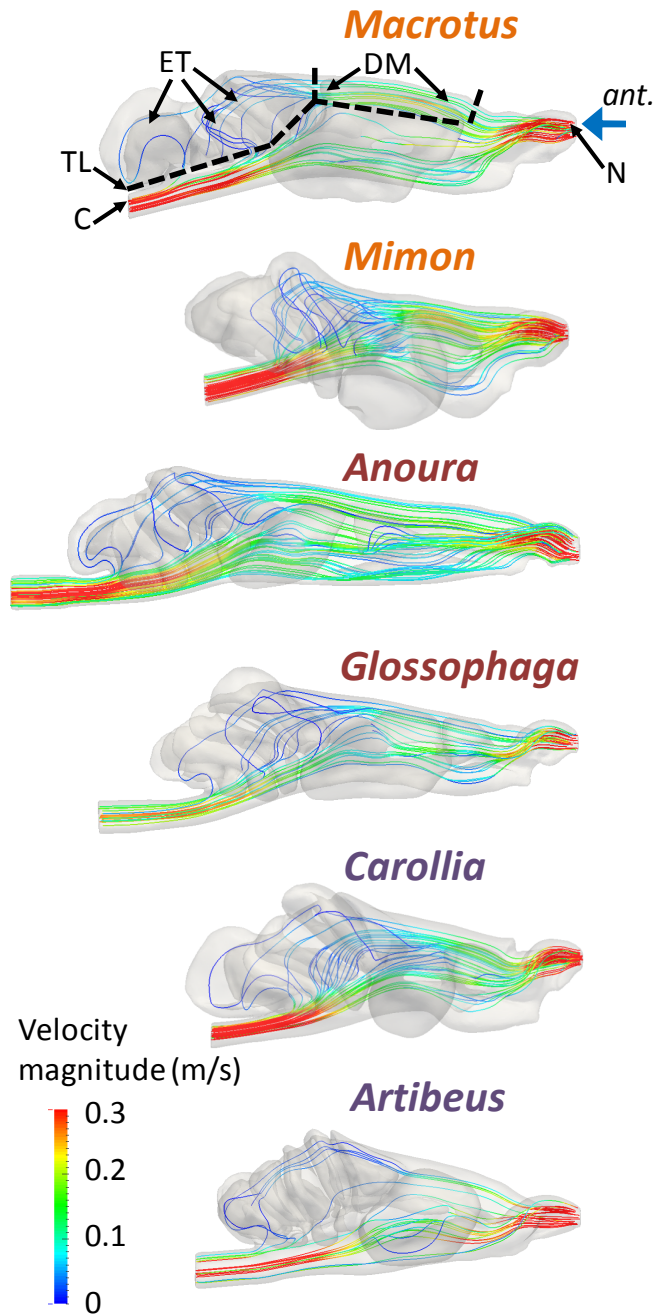 Macrotus
ET
DM
ant.
TL
N
C
Mimon
Anoura
Glossophaga
Carollia
Velocity
magnitude (m/s)
Artibeus
0.3
0.2
0.1
0